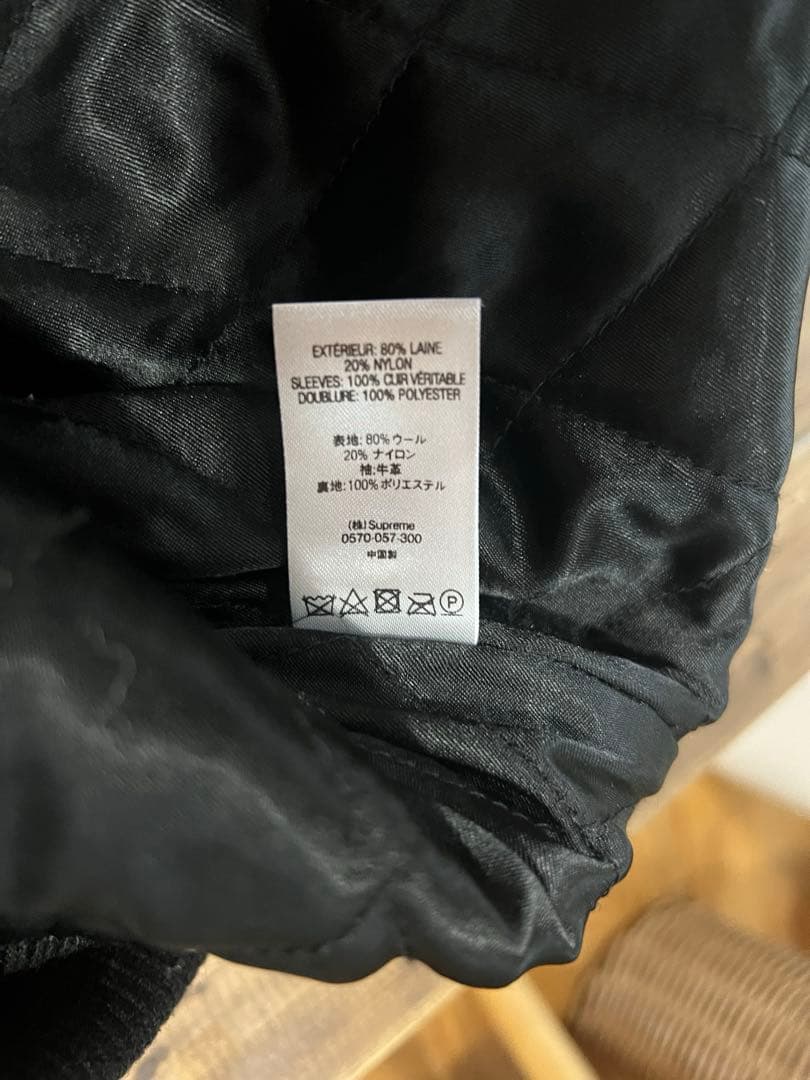 EXTÉRIEUR: 80% LAINE
20% NYLON
SLEEVES: 100% CUIR VÉRITABLE
DOUBLURE: 100% POLYESTER
表地: 80% ウール
20% ナイロン
袖: 牛革
裏地: 100% ポリエステル
(株) Supreme
0570-057-300
中国製
P